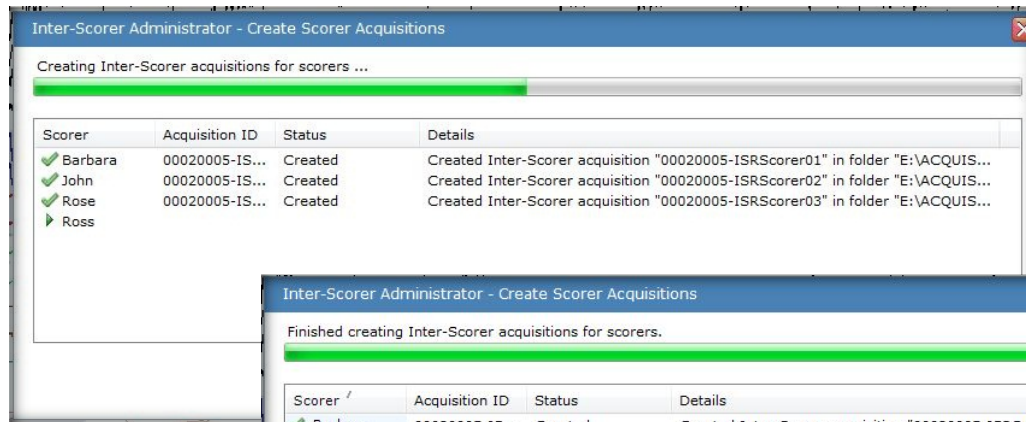 Inter-Scorer Administrator - Create Scorer Acquisitions
Creating Inter-Scorer acquisitions for scorers ...
Scorer Acquisition ID Status Details
Barbara 00020005-IS... Created Created Inter-Scorer acquisition "00020005-ISRScorer01" in folder "E:\ACQUIS...
John 00020005-IS... Created Created Inter-Scorer acquisition "00020005-ISRScorer02" in folder "E:\ACQUIS...
Rose 00020005-IS... Created Created Inter-Scorer acquisition "00020005-ISRScorer03" in folder "E:\ACQUIS...
Ross
Inter-Scorer Administrator - Create Scorer Acquisitions
Finished creating Inter-Scorer acquisitions for scorers.
Scorer Acquisition ID Status Details